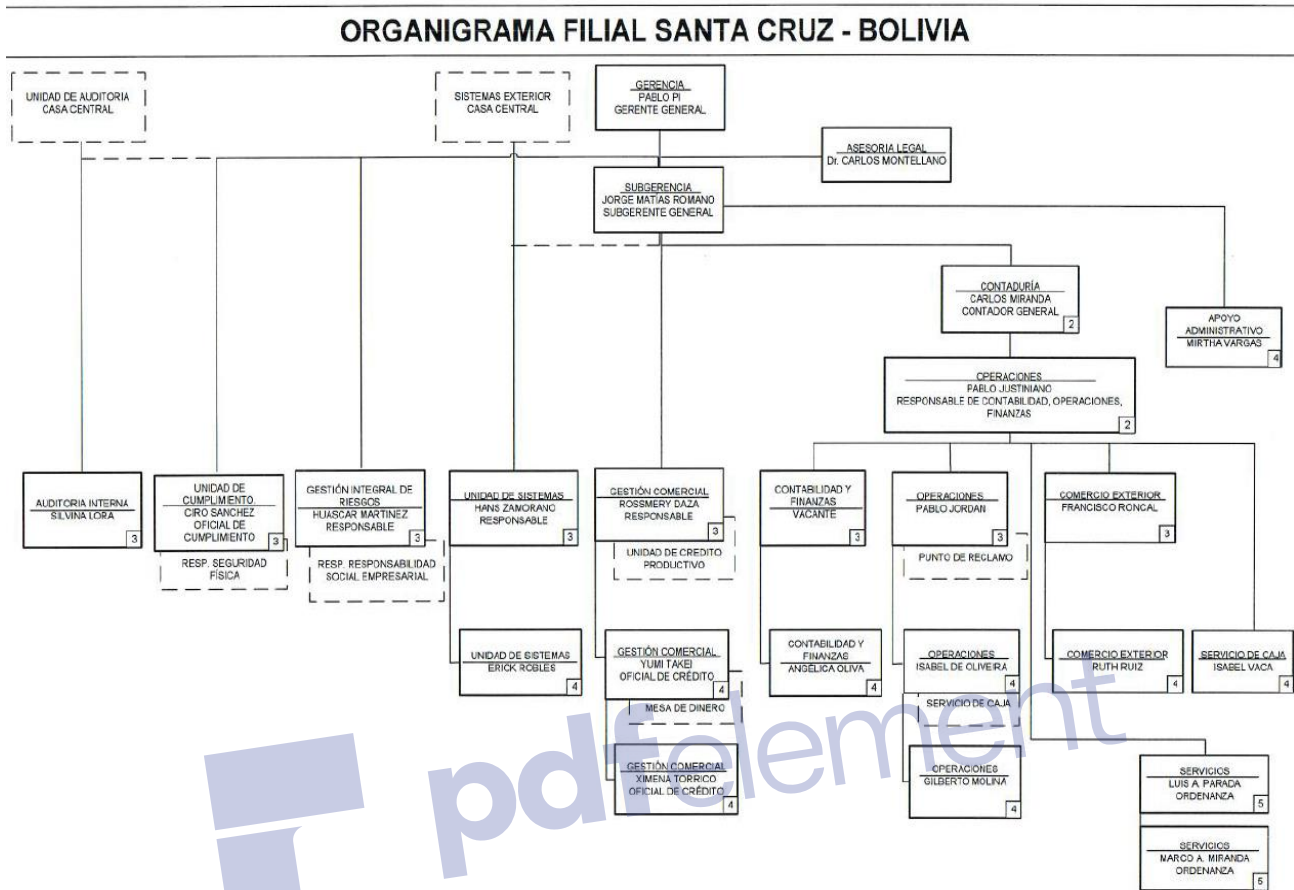 ORGANIGRAMA FILIAL SANTA CRUZ - BOLIVIA
UNIDAD DE AUDITORIA
CASA CENTRAL
SISTEMAS EXTERIOR
CASA CENTRAL
GERENCIA
PABLO PI
GERENTE GENERAL
ASESORIA LEGAL
Dr. CARLOS MONTELLANO
SUBGERENCIA
JORGE MATÍAS ROMANO
SUBGERENTE GENERAL
CONTADURÍA
CARLOS MIRANDA
CONTADOR GENERAL
2
APOYO
ADMINISTRATIVO
MIRTHA VARGAS
4
OPERACIONES
PABLO JUSTINIANO
RESPONSABLE DE CONTABILIDAD, OPERACIONES,
FINANZAS
2
AUDITORIA INTERNA
SILVINA LORA
3
UNIDAD DE
CUMPLIMIENTO
CIRO SANCHEZ
OFICIAL DE
CUMPLIMIENTO
3
RESP. SEGURIDAD
FÍSICA
GESTIÓN INTEGRAL DE
RIESGOS
HUASCAR MARTINEZ
RESPONSABLE
3
RESP. RESPONSABILIDAD
SOCIAL EMPRESARIAL
UNIDAD DE SISTEMAS
HANS ZAMORANO
RESPONSABLE
3
GESTIÓN COMERCIAL
ROSSMERY DAZA
RESPONSABLE
3
UNIDAD DE CREDITO
PRODUCTIVO
CONTABILIDAD Y
FINANZAS
VACANTE
3
OPERACIONES
PABLO JORDAN
3
PUNTO DE RECLAMO
COMERCIO EXTERIOR
FRANCISCO RONCAL
3
UNIDAD DE SISTEMAS
ERICK ROBLES
4
GESTIÓN COMERCIAL
YUMI TAKEI
OFICIAL DE CRÉDITO
4
MESA DE DINERO
CONTABILIDAD Y
FINANZAS
ANGÉLICA OLIVA
4
OPERACIONES
ISABEL DE OLIVEIRA
4
SERVICIO DE CAJA
COMERCIO EXTERIOR
RUTH RUIZ
4
SERVICIO DE CAJA
ISABEL VACA
4
GESTIÓN COMERCIAL
XIMENA TORRICO
OFICIAL DE CRÉDITO
4
OPERACIONES
GILBERTO MOLINA
4
SERVICIOS
LUIS A. PARADA
ORDENANZA
5
SERVICIOS
MARCO A. MIRANDA
ORDENANZA
5
pdfelement